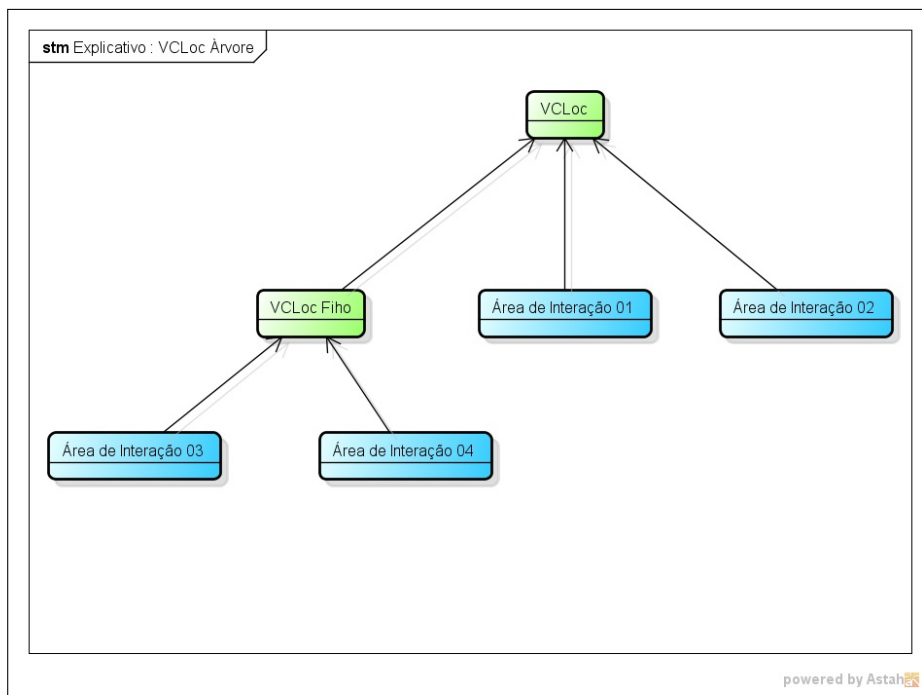 stm Explicativo : VCLoc Àrvore
VCLoc
VCLoc Fiho
Área de Interação 01
Área de Interação 02
Área de Interação 03
Área de Interação 04
powered by Astah